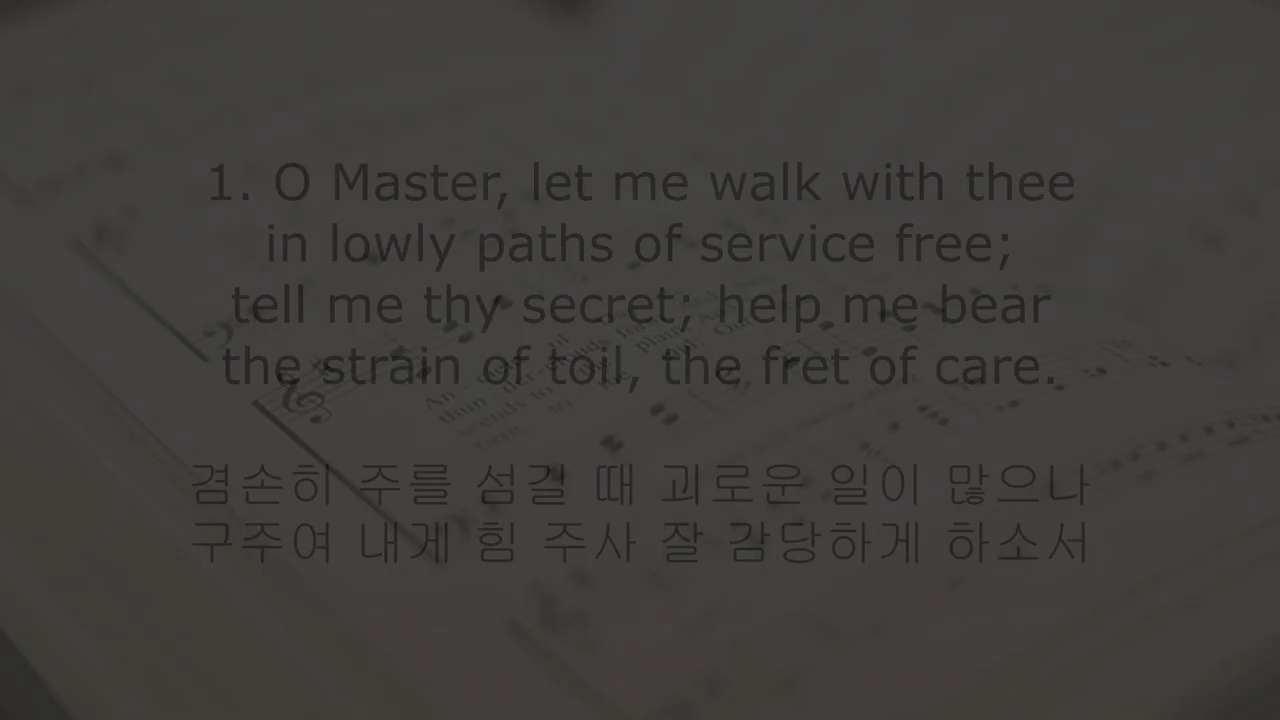 1. O Master, let me walk with thee
in lowly paths of service free;
tell me thy secret; help me bear
the strain of toil, the fret of care.
겸손히 주를 섬길 때 괴로운 일이 많으나
구주여 내게 힘 주사 잘 감당하게 하소서